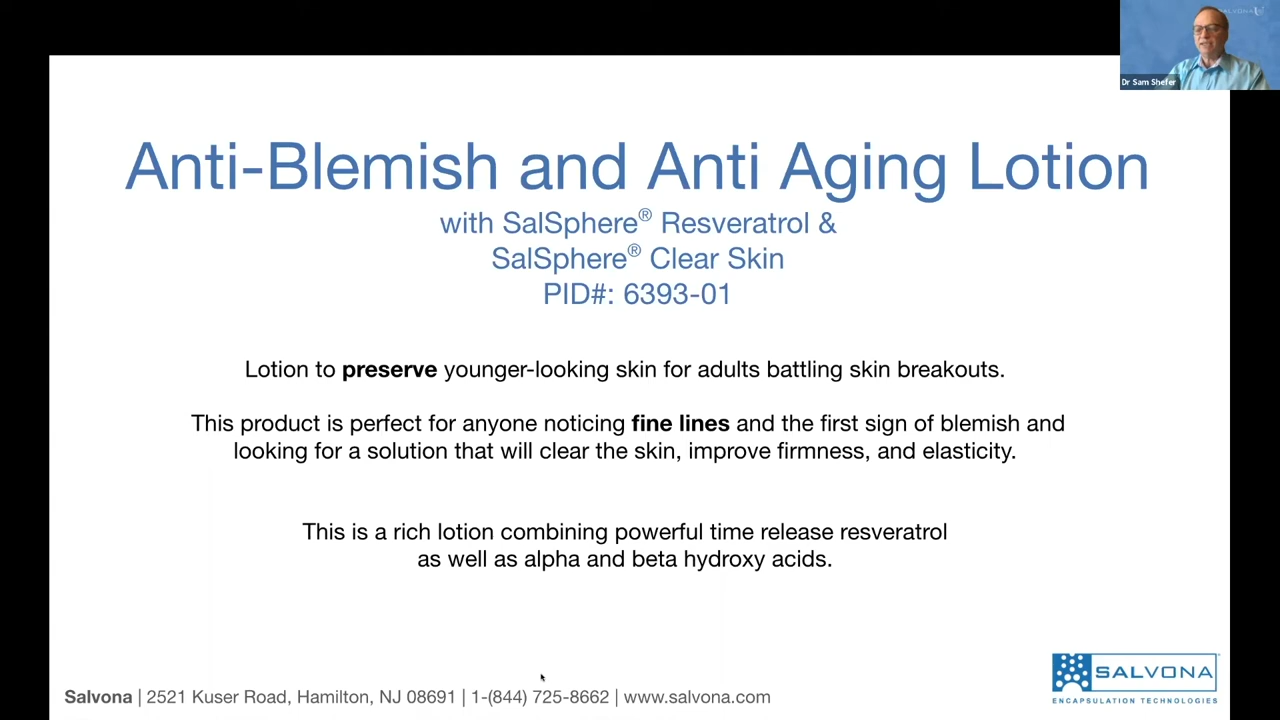 SALVONA
Dr Sam Shefer
Anti-Blemish and Anti Aging Lotion
with SalSphere® Resveratrol &
SalSphere® Clear Skin
PID#: 6393-01
Lotion to preserve younger-looking skin for adults battling skin breakouts.
This product is perfect for anyone noticing fine lines and the first sign of blemish and
looking for a solution that will clear the skin, improve firmness, and elasticity.
This is a rich lotion combining powerful time release resveratrol
as well as alpha and beta hydroxy acids.
SALVONA
ENCAPSULATION TECHNOLOGIES
Salvona | 2521 Kuser Road, Hamilton, NJ 08691 | 1-(844) 725-8662 | www.salvona.com